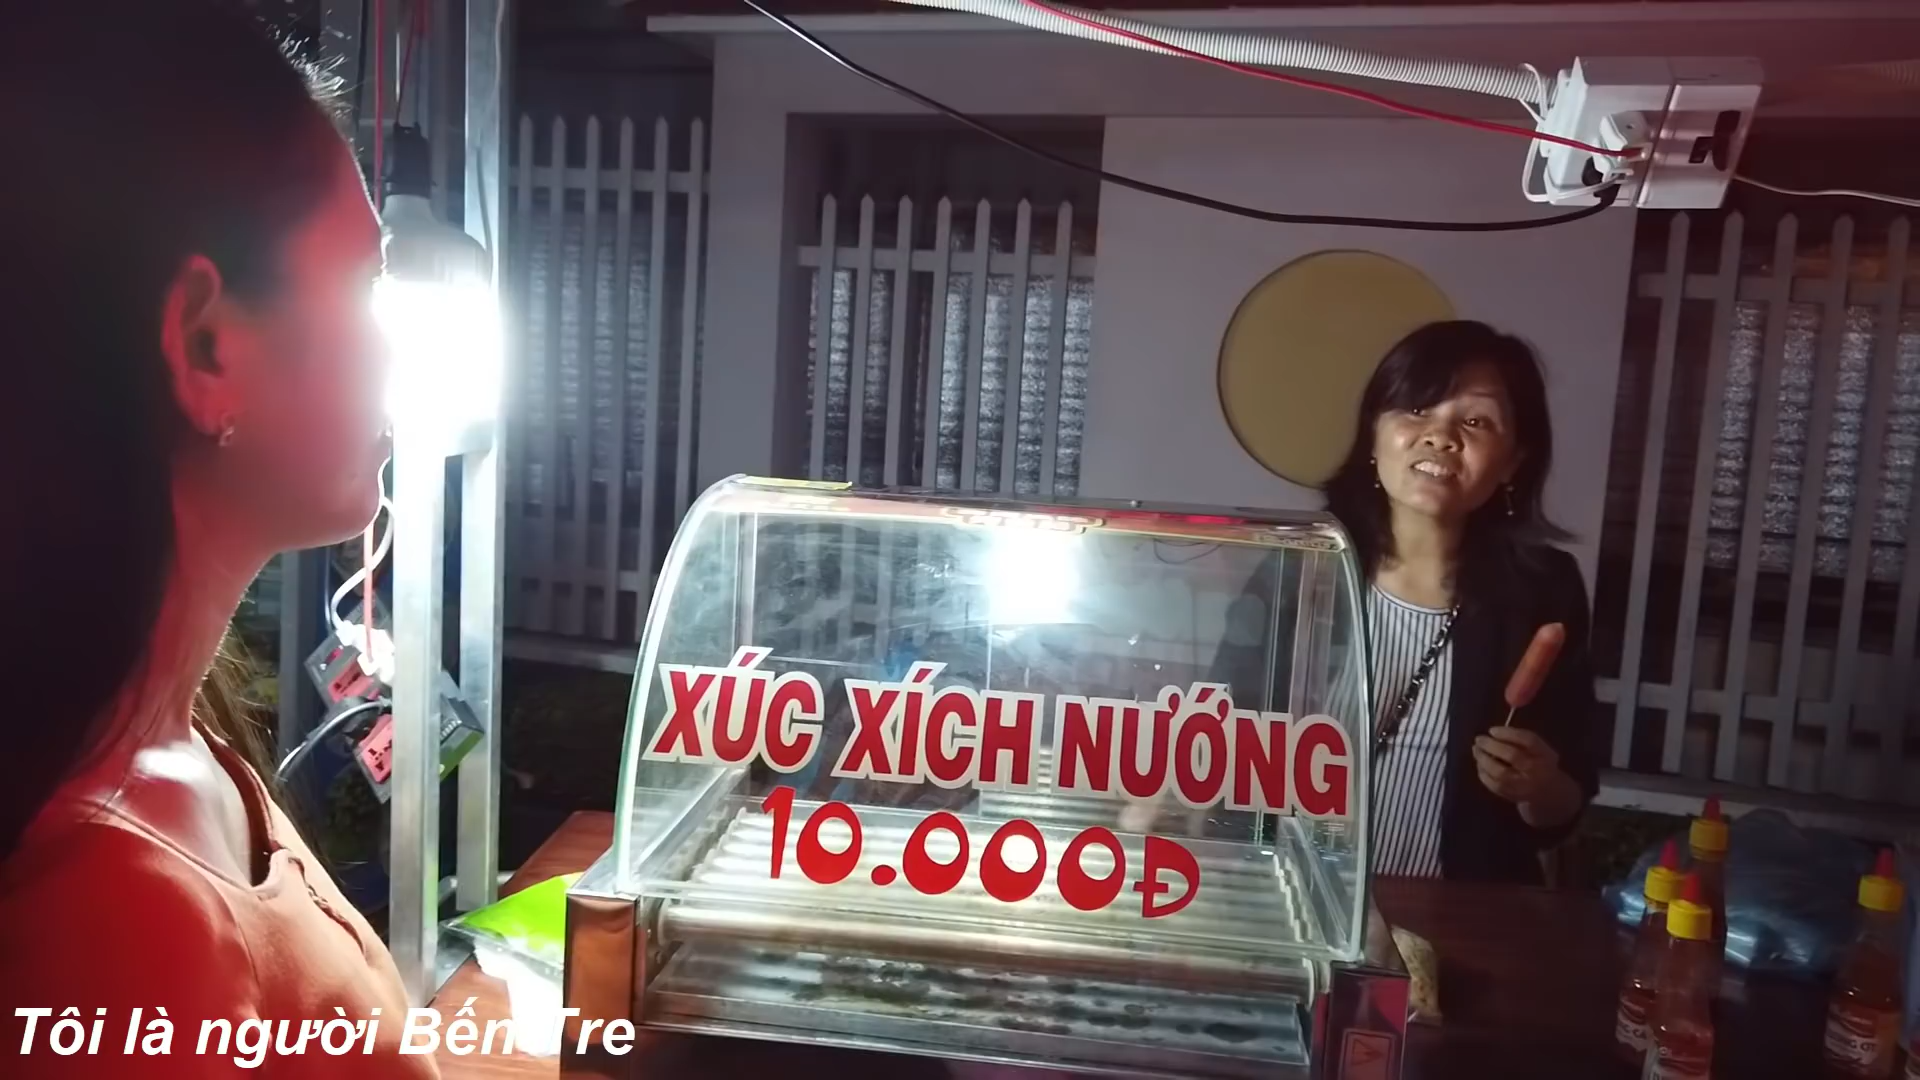 XÚC XÍCH NƯỚNG
10.000Đ
Tôi là người Bến Tre